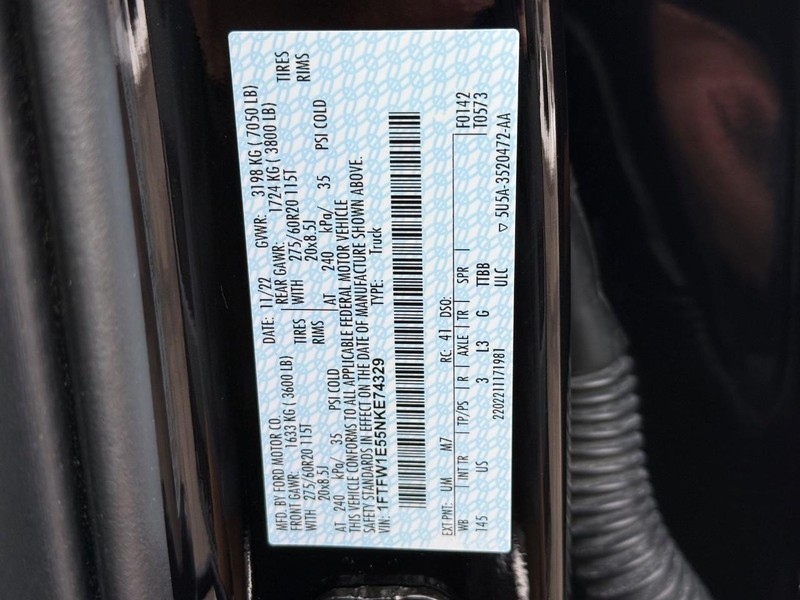 MFD. BY FORD MOTOR CO. DATE: 11/22 GVWR: 3198 KG ( 7050 LB)
FRONT GAWR: 1633 KG ( 3600 LB) REAR GAWR: 1724 KG ( 3800 LB)
WITH 275/60R20 115T TIRES WITH 275/60R20 115T TIRES
20x8.5J RIMS 20x8.5J RIMS
AT 240 kPa/ 35 PSI COLD AT 240 kPa/ 35 PSI COLD
THIS VEHICLE CONFORMS TO ALL APPLICABLE FEDERAL MOTOR VEHICLE
SAFETY STANDARDS IN EFFECT ON THE DATE OF MANUFACTURE SHOWN ABOVE.
VIN: 1FTFW1E55NKE74329 TYPE: Truck
EXT PNT: UM M7 RC: 41 DSO: F0142
WB INT TR TP/PS R AXLE TR SPR T0573
145 US 3 L3 G TTBB
2202211171981 ULC ▽ 5U5A-3520472-AA